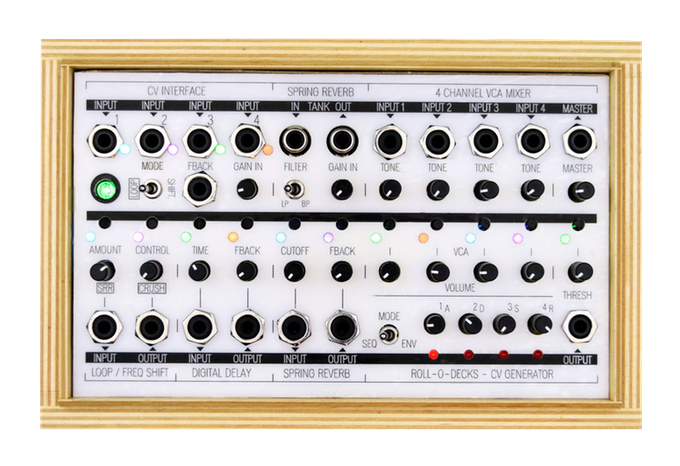 CV INTERFACE SPRING REVERB 4 CHANNEL VCA MIXER
INPUT INPUT INPUT INPUT IN TANK OUT INPUT 1 INPUT 2 INPUT 3 INPUT 4 MASTER
1 2 3 4
MODE FBACK GAIN IN FILTER GAIN IN TONE TONE TONE TONE MASTER
LOOP SHIFT
LP BP
AMOUNT CONTROL TIME FBACK CUTOFF FBACK VCA
SRR CRUSH VOLUME THRESH
MODE 1 A 2 D 3 S 4 R
SEQ ENV
INPUT OUTPUT INPUT OUTPUT INPUT OUTPUT OUTPUT
LOOP / FREQ SHIFT DIGITAL DELAY SPRING REVERB ROLL-O-DECKS - CV GENERATOR